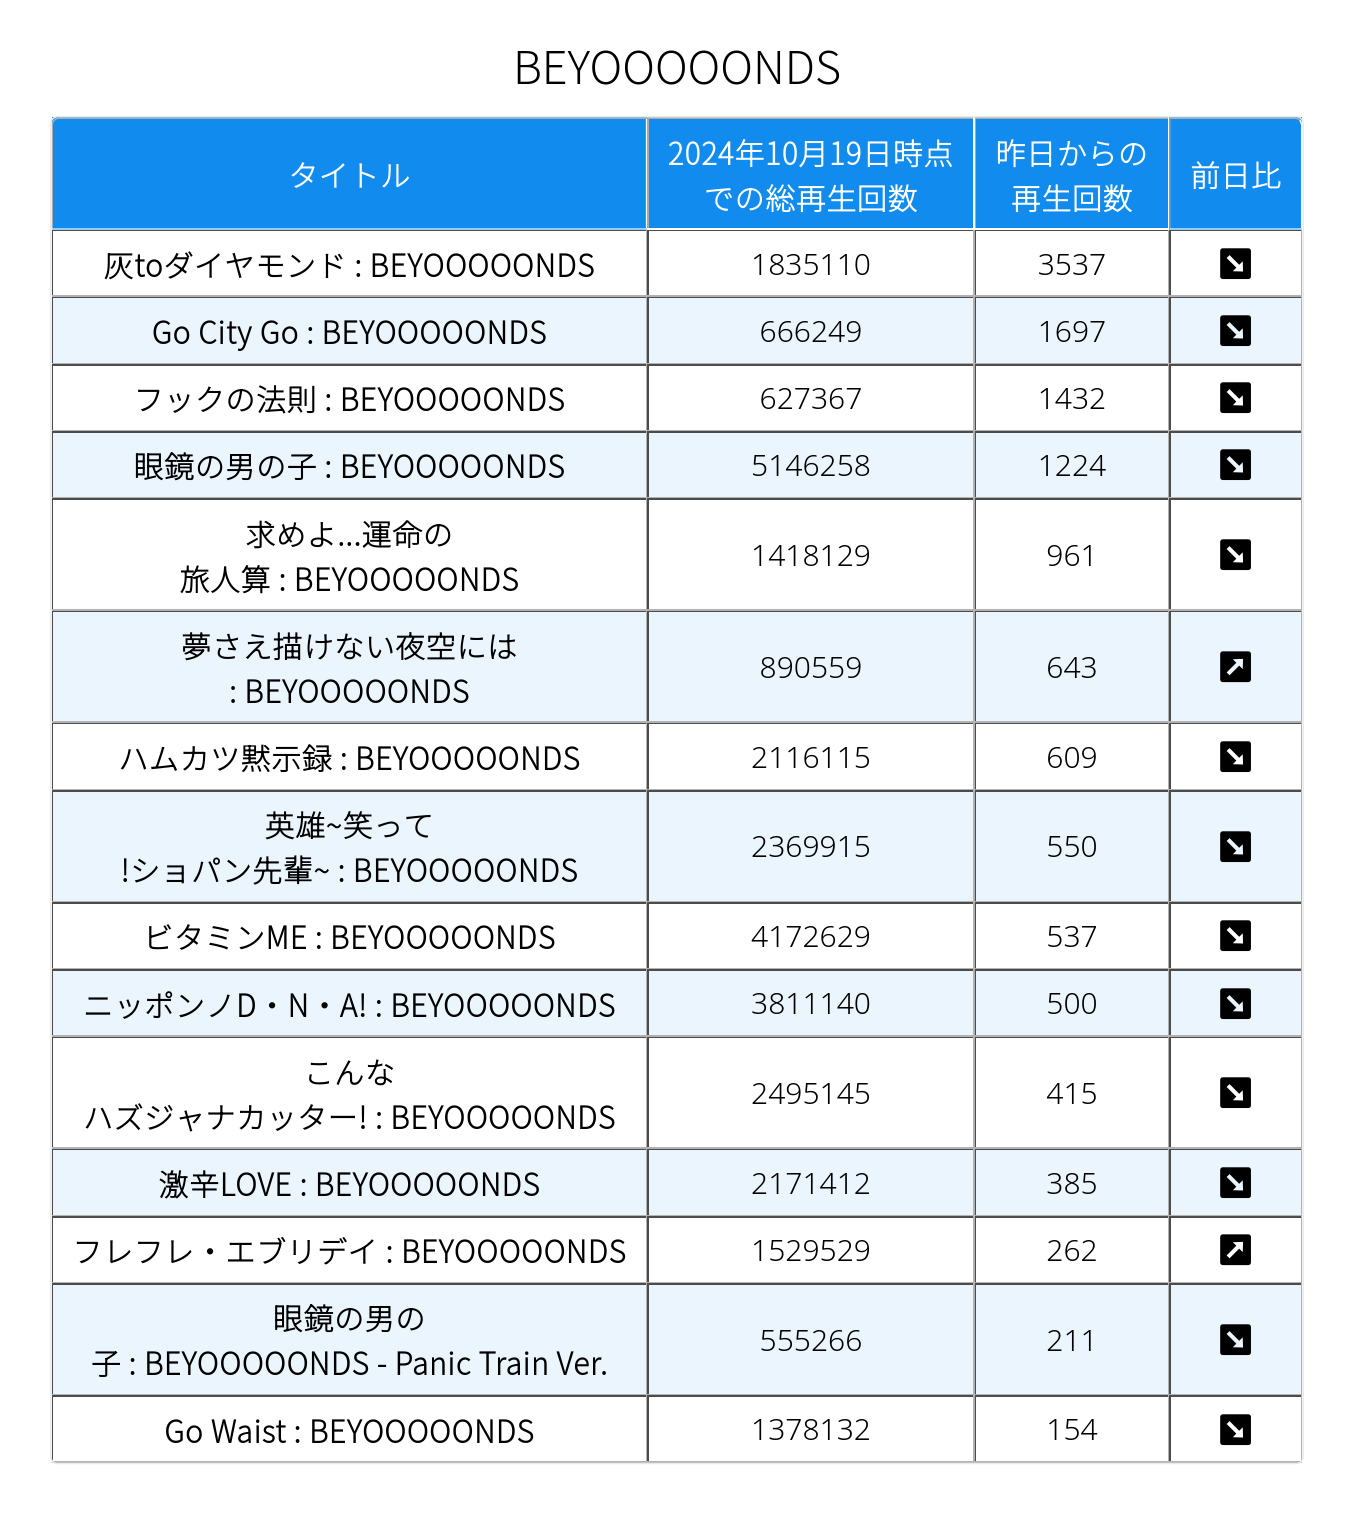 BEYOOOOONDS
タイトル
2024年10月19日時点
での総再生回数
昨日からの
再生回数
前日比
灰toダイヤモンド : BEYOOOOONDS 1835110 3537
Go City Go : BEYOOOOONDS 666249 1697
フックの法則 : BEYOOOOONDS 627367 1432
眼鏡の男の子 : BEYOOOOONDS 5146258 1224
求めよ...運命の
旅人算 : BEYOOOOONDS 1418129 961
夢さえ描けない夜空には
: BEYOOOOONDS 890559 643
ハムカツ黙示録 : BEYOOOOONDS 2116115 609
英雄~笑って
!ショパン先輩~ : BEYOOOOONDS 2369915 550
ビタミンME : BEYOOOOONDS 4172629 537
ニッポンノD・N・A! : BEYOOOOONDS 3811140 500
こんな
ハズジャナカッター! : BEYOOOOONDS 2495145 415
激辛LOVE : BEYOOOOONDS 2171412 385
フレフレ・エブリデイ : BEYOOOOONDS 1529529 262
眼鏡の男の
子 : BEYOOOOONDS - Panic Train Ver. 555266 211
Go Waist : BEYOOOOONDS 1378132 154